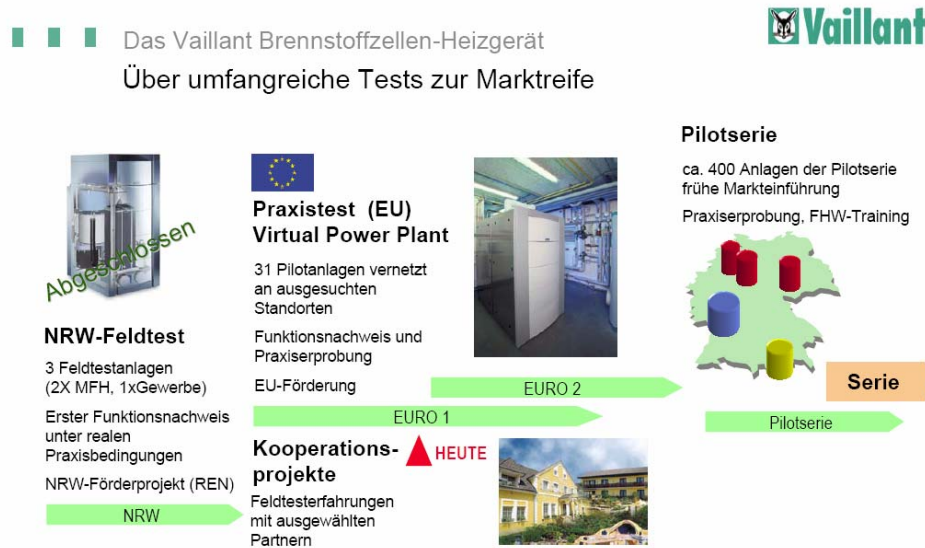 Das Vaillant Brennstoffzellen-Heizgerät
Vaillant
Über umfangreiche Tests zur Marktreife
Abgeschlossen
NRW-Feldtest
3 Feldtestanlagen
(2X MFH, 1xGewerbe)
Erster Funktionsnachweis
unter realen
Praxisbedingungen
NRW-Förderprojekt (REN)
NRW
Praxistest (EU)
Virtual Power Plant
31 Pilotanlagen vernetzt
an ausgesuchten
Standorten
Funktionsnachweis und
Praxiserprobung
EU-Förderung
EURO 2
EURO 1
HEUTE
Kooperations-
projekte
Feldtesterfahrungen
mit ausgewählten
Partnern
Pilotserie
ca. 400 Anlagen der Pilotserie
frühe Markteinführung
Praxiserprobung, FHW-Training
Serie
Pilotserie